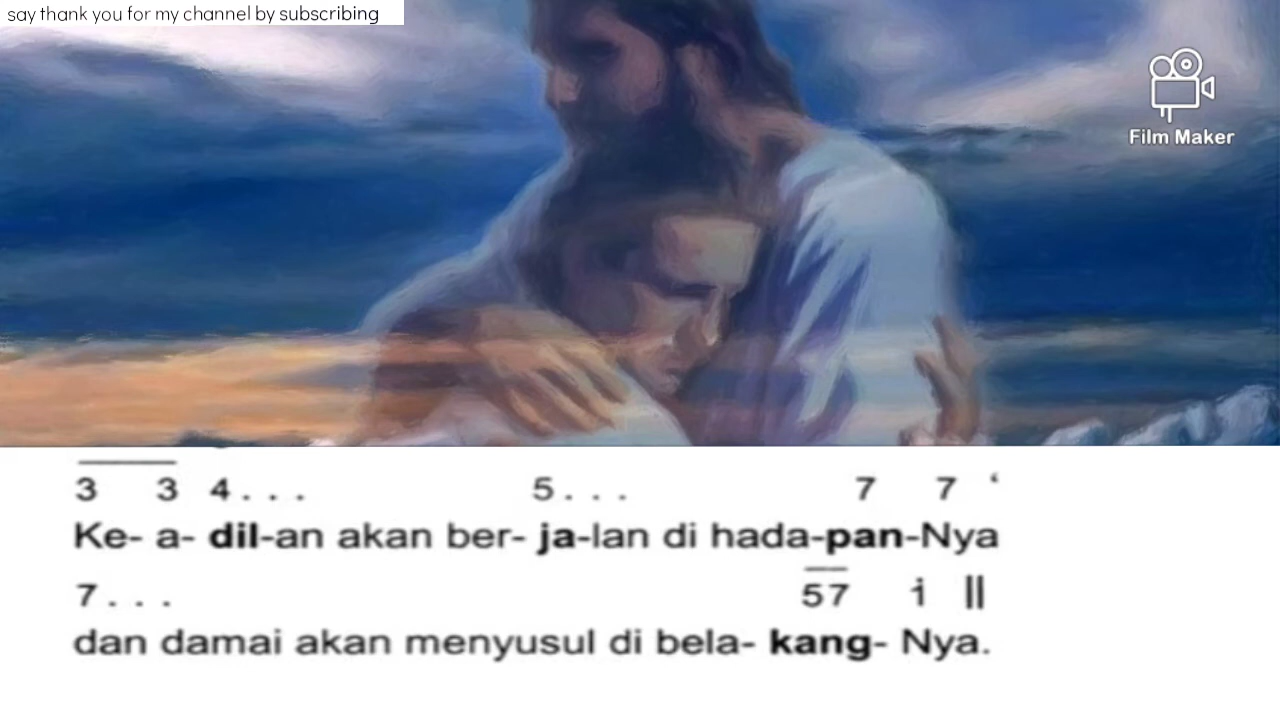 say thank you for my channel by subscribing
Film Maker
3 3 4 . . . 5 . . . 7 7 ‘
Ke- a- dil-an akan ber- ja-lan di hada-pan-Nya
7 . . . 57 i ||
dan damai akan menyusul di bela- kang- Nya.